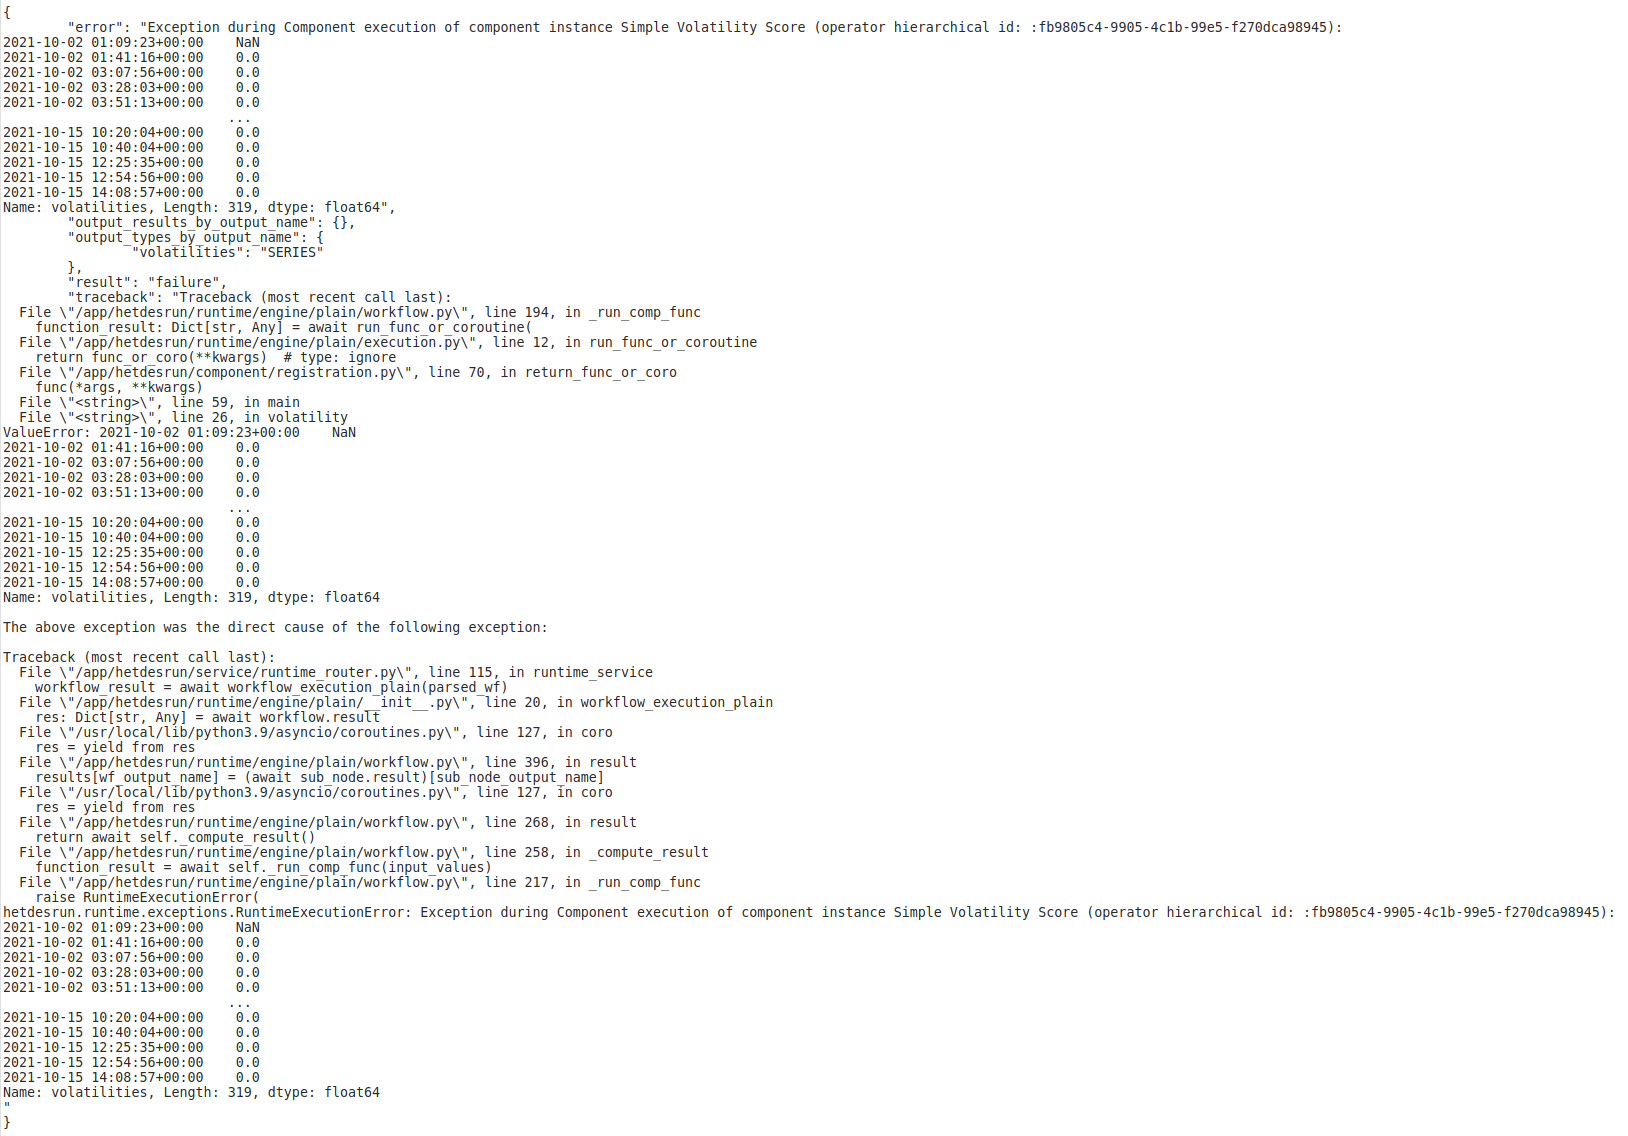 {
        "error": "Exception during Component execution of component instance Simple Volatility Score (operator hierarchical id: :fb9805c4-9905-4c1b-99e5-f270dca98945):
2021-10-02 01:09:23+00:00    NaN
2021-10-02 01:41:16+00:00    0.0
2021-10-02 03:07:56+00:00    0.0
2021-10-02 03:28:03+00:00    0.0
2021-10-02 03:51:13+00:00    0.0
                            ...
2021-10-15 10:20:04+00:00    0.0
2021-10-15 10:40:04+00:00    0.0
2021-10-15 12:25:35+00:00    0.0
2021-10-15 12:54:56+00:00    0.0
2021-10-15 14:08:57+00:00    0.0
Name: volatilities, Length: 319, dtype: float64",
        "output_results_by_output_name": {},
        "output_types_by_output_name": {
                "volatilities": "SERIES"
        },
        "result": "failure",
        "traceback": "Traceback (most recent call last):
  File \"/app/hetdesrun/runtime/engine/plain/workflow.py\", line 194, in _run_comp_func
    function_result: Dict[str, Any] = await run_func_or_coroutine(
  File \"/app/hetdesrun/runtime/engine/plain/execution.py\", line 12, in run_func_or_coroutine
    return func_or_coro(**kwargs)  # type: ignore
  File \"/app/hetdesrun/component/registration.py\", line 70, in return_func_or_coro
    func(*args, **kwargs)
  File \"<string>\", line 59, in main
  File \"<string>\", line 26, in volatility
ValueError: 2021-10-02 01:09:23+00:00    NaN
2021-10-02 01:41:16+00:00    0.0
2021-10-02 03:07:56+00:00    0.0
2021-10-02 03:28:03+00:00    0.0
2021-10-02 03:51:13+00:00    0.0
                            ...
2021-10-15 10:20:04+00:00    0.0
2021-10-15 10:40:04+00:00    0.0
2021-10-15 12:25:35+00:00    0.0
2021-10-15 12:54:56+00:00    0.0
2021-10-15 14:08:57+00:00    0.0
Name: volatilities, Length: 319, dtype: float64

The above exception was the direct cause of the following exception:

Traceback (most recent call last):
  File \"/app/hetdesrun/service/runtime_router.py\", line 115, in runtime_service
    workflow_result = await workflow_execution_plain(parsed_wf)
  File \"/app/hetdesrun/runtime/engine/plain/__init__.py\", line 20, in workflow_execution_plain
    res: Dict[str, Any] = await workflow.result
  File \"/usr/local/lib/python3.9/asyncio/coroutines.py\", line 127, in coro
    res = yield from res
  File \"/app/hetdesrun/runtime/engine/plain/workflow.py\", line 396, in result
    results[wf_output_name] = (await sub_node.result)[sub_node_output_name]
  File \"/usr/local/lib/python3.9/asyncio/coroutines.py\", line 127, in coro
    res = yield from res
  File \"/app/hetdesrun/runtime/engine/plain/workflow.py\", line 268, in result
    return await self._compute_result()
  File \"/app/hetdesrun/runtime/engine/plain/workflow.py\", line 258, in _compute_result
    function_result = await self._run_comp_func(input_values)
  File \"/app/hetdesrun/runtime/engine/plain/workflow.py\", line 217, in _run_comp_func
    raise RuntimeExecutionError(
hetdesrun.runtime.exceptions.RuntimeExecutionError: Exception during Component execution of component instance Simple Volatility Score (operator hierarchical id: :fb9805c4-9905-4c1b-99e5-f270dca98945):
2021-10-02 01:09:23+00:00    NaN
2021-10-02 01:41:16+00:00    0.0
2021-10-02 03:07:56+00:00    0.0
2021-10-02 03:28:03+00:00    0.0
2021-10-02 03:51:13+00:00    0.0
                            ...
2021-10-15 10:20:04+00:00    0.0
2021-10-15 10:40:04+00:00    0.0
2021-10-15 12:25:35+00:00    0.0
2021-10-15 12:54:56+00:00    0.0
2021-10-15 14:08:57+00:00    0.0
Name: volatilities, Length: 319, dtype: float64
"
}